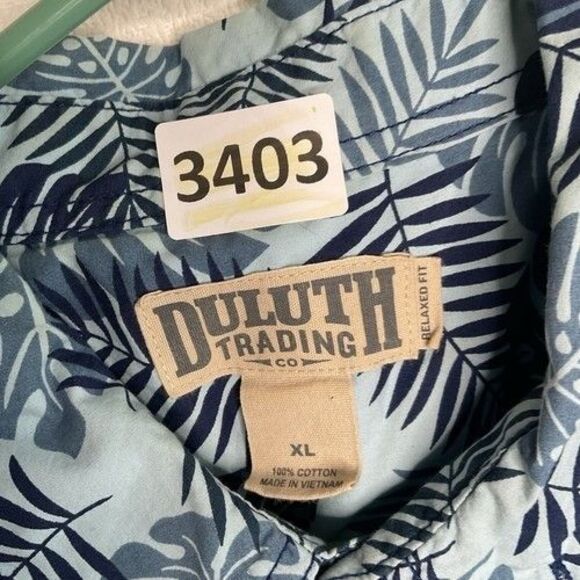 3403
DULUTH
TRADING
CO
RELAXED FIT
XL
100% COTTON
MADE IN VIETNAM